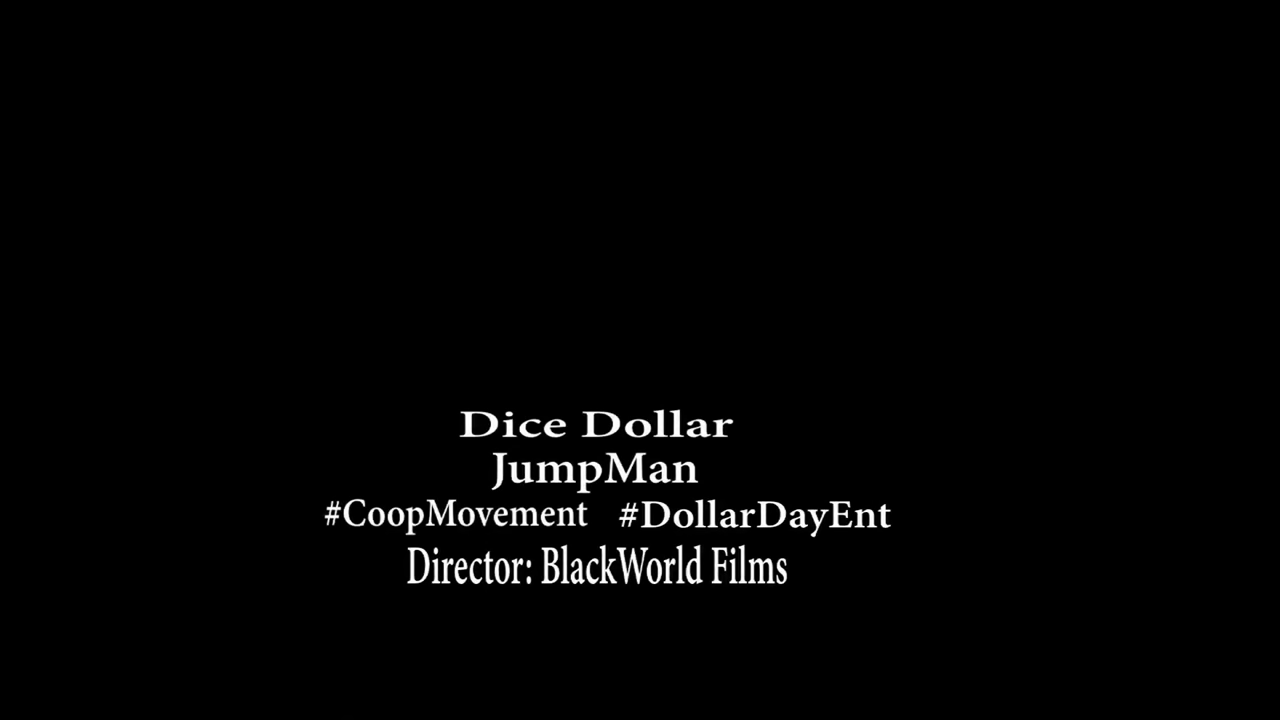 Dice Dollar
JumpMan
#CoopMovement #DollarDayEnt
Director: BlackWorld Films